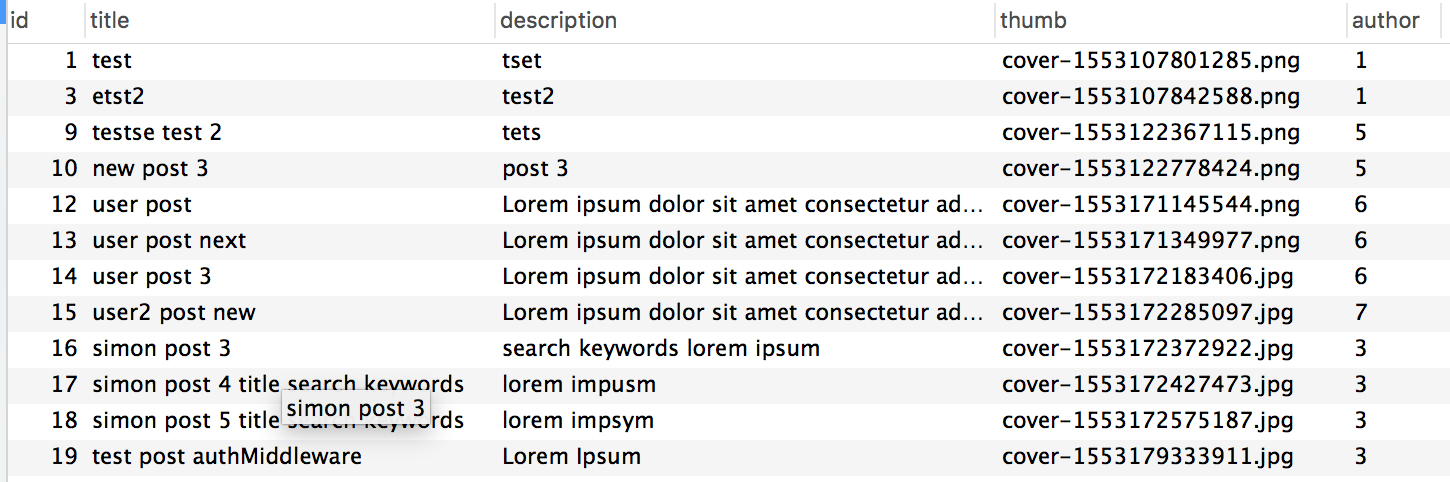 id title description thumb author
1 test tset cover-1553107801285.png 1
3 etst2 test2 cover-1553107842588.png 1
9 testse test 2 tets cover-1553122367115.png 5
10 new post 3 post 3 cover-1553122778424.png 5
12 user post Lorem ipsum dolor sit amet consectetur ad... cover-1553171145544.png 6
13 user post next Lorem ipsum dolor sit amet consectetur ad... cover-1553171349977.png 6
14 user post 3 Lorem ipsum dolor sit amet consectetur ad... cover-1553172183406.jpg 6
15 user2 post new Lorem ipsum dolor sit amet consectetur ad... cover-1553172285097.jpg 7
16 simon post 3 search keywords lorem ipsum cover-1553172372922.jpg 3
17 simon post 4 title search keywords lorem impusm cover-1553172427473.jpg 3
simon post 3
18 simon post 5 title search keywords lorem impsym cover-1553172575187.jpg 3
19 test post authMiddleware Lorem Ipsum cover-1553179333911.jpg 3